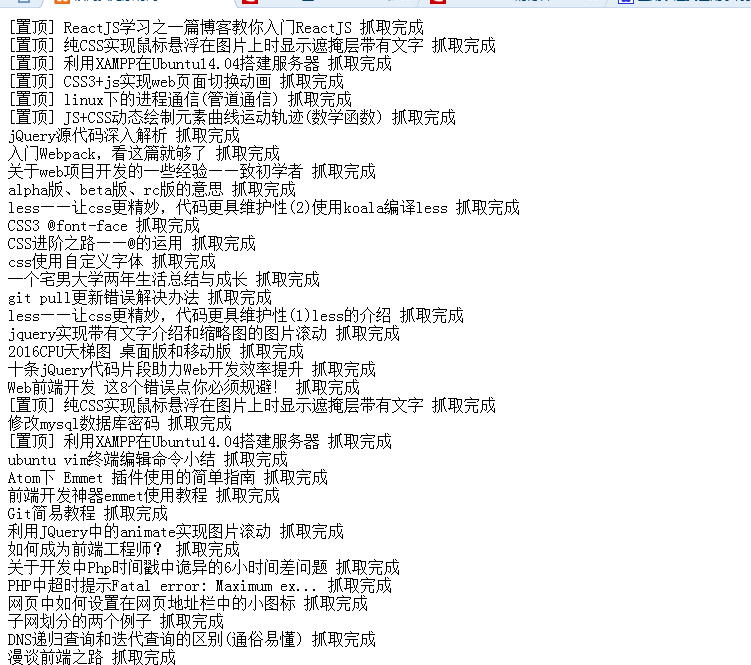 [置顶] ReactJS学习之一篇博客教你入门ReactJS 抓取完成
[置顶] 纯CSS实现鼠标悬浮在图片上时显示遮掩层带有文字 抓取完成
[置顶] 利用XAMPP在Ubuntu14.04搭建服务器 抓取完成
[置顶] CSS3+js实现web页面切换动画 抓取完成
[置顶] linux下的进程通信(管道通信) 抓取完成
[置顶] JS+CSS动态绘制元素曲线运动轨迹(数学函数) 抓取完成
jQuery源代码深入解析 抓取完成
入门Webpack，看这篇就够了 抓取完成
关于web项目开发的一些经验——致初学者 抓取完成
alpha版、beta版、rc版的意思 抓取完成
less——让css更精妙，代码更具维护性(2)使用koala编译less 抓取完成
CSS3 @font-face 抓取完成
CSS进阶之路——@的运用 抓取完成
css使用自定义字体 抓取完成
一个宅男大学两年生活总结与成长 抓取完成
git pull更新错误解决办法 抓取完成
less——让css更精妙，代码更具维护性(1)less的介绍 抓取完成
jquery实现带有文字介绍和缩略图的图片滚动 抓取完成
2016CPU天梯图 桌面版和移动版 抓取完成
十条jQuery代码片段助力Web开发效率提升 抓取完成
Web前端开发 这8个错误点你必须规避！ 抓取完成
[置顶] 纯CSS实现鼠标悬浮在图片上时显示遮掩层带有文字 抓取完成
修改mysql数据库密码 抓取完成
[置顶] 利用XAMPP在Ubuntu14.04搭建服务器 抓取完成
ubuntu vim终端编辑命令小结 抓取完成
Atom下 Emmet 插件使用的简单指南 抓取完成
前端开发神器emmet使用教程 抓取完成
Git简易教程 抓取完成
利用JQuery中的animate实现图片滚动 抓取完成
如何成为前端工程师？ 抓取完成
关于开发中Php时间戳中诡异的6小时间差问题 抓取完成
PHP中超时提示Fatal error: Maximum ex... 抓取完成
网页中如何设置在网页地址栏中的小图标 抓取完成
子网划分的两个例子 抓取完成
DNS递归查询和迭代查询的区别(通俗易懂) 抓取完成
漫谈前端之路 抓取完成